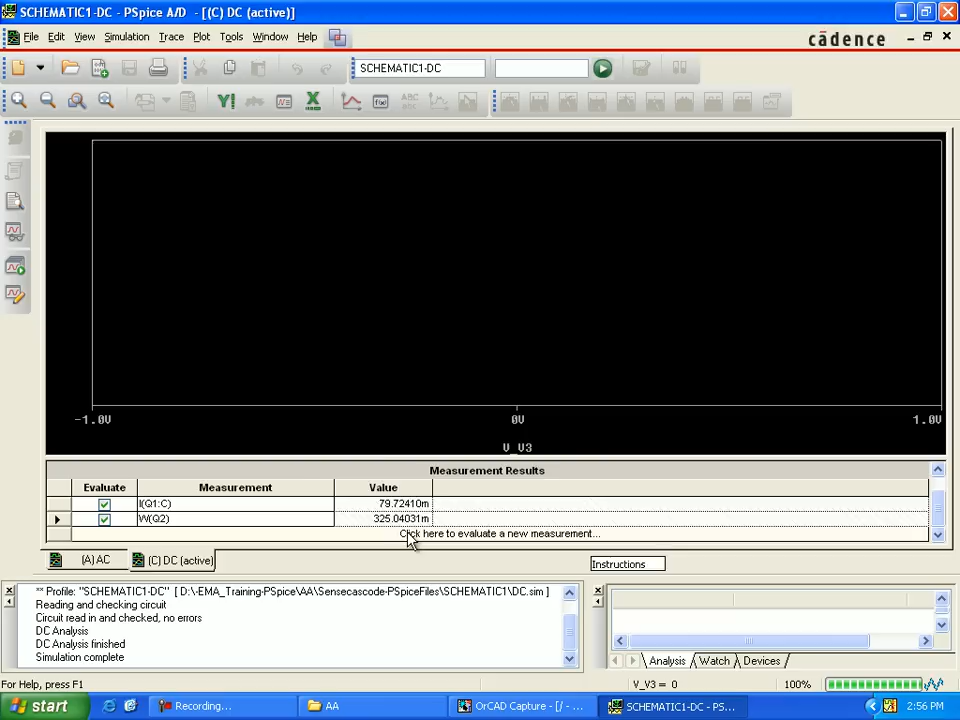 SCHEMATIC1-DC - PSpice A/D - [(C) DC (active)]
File Edit View Simulation Trace Plot Tools Window Help
cādence
SCHEMATIC1-DC
-1.0V 0V 1.0V
V_V3
Measurement Results
Evaluate Measurement Value
I(Q1:C) 79.72410m
W(Q2) 325.04031m
Click here to evaluate a new measurement...
(A) AC (C) DC (active)
Instructions
** Profile: "SCHEMATIC1-DC" [ D:\-EMA_Training-PSpice\AA\Sensecascode-PSpiceFiles\SCHEMATIC1\DC.sim ]
Reading and checking circuit
Circuit read in and checked, no errors
DC Analysis
DC Analysis finished
Simulation complete
Analysis Watch Devices
For Help, press F1 V_V3 = 0 100%
start Recording... AA OrCAD Capture - [/ - ... SCHEMATIC1-DC - PS... 2:56 PM